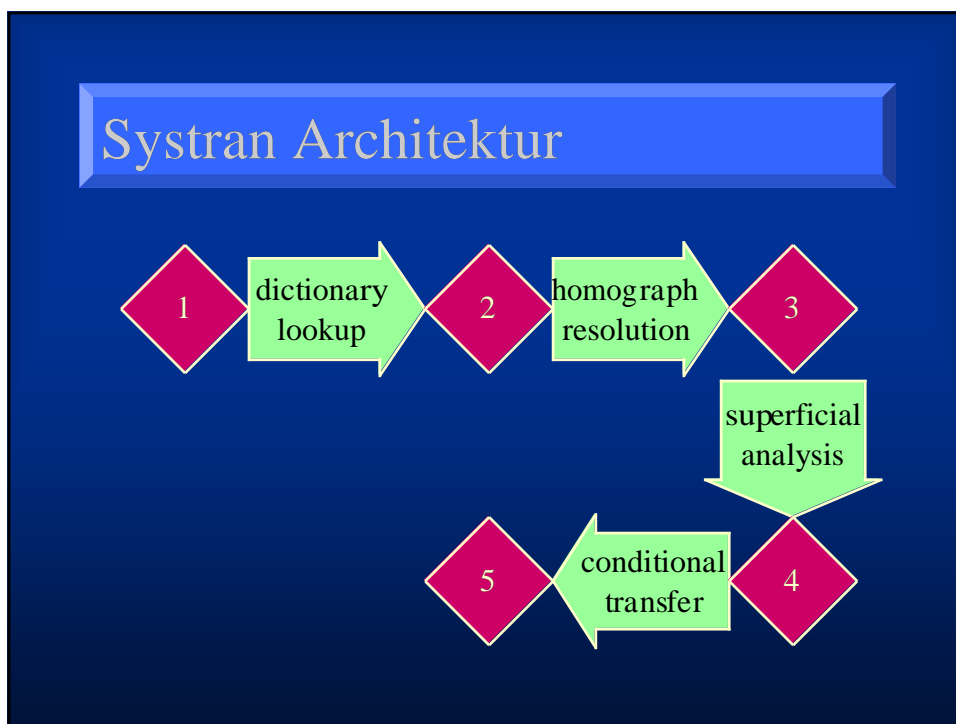 Systran Architektur
1
dictionary
lookup
2
homograph
resolution
3
superficial
analysis
4
conditional
transfer
5